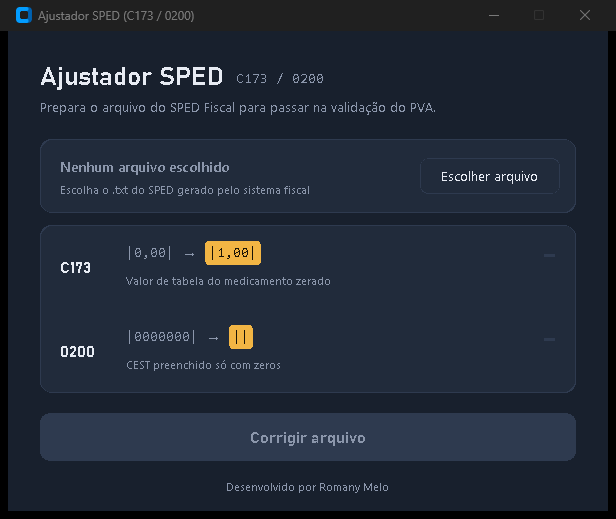 Ajustador SPED (C173 / 0200)
Ajustador SPED C173 / 0200
Prepara o arquivo do SPED Fiscal para passar na validação do PVA.
Nenhum arquivo escolhido
Escolha o .txt do SPED gerado pelo sistema fiscal
Escolher arquivo
C173
|0,00| → |1,00| —
Valor de tabela do medicamento zerado
0200
|0000000| → || —
CEST preenchido só com zeros
Corrigir arquivo
Desenvolvido por Romany Melo